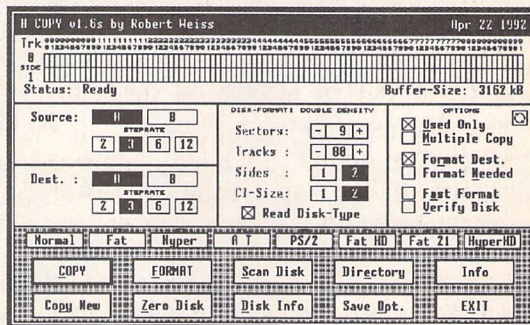 A COPY v1.6s by Robert Weiss Apr 22 1992
Trk
0
SIDE
1
Status: Ready Buffer-Size: 3162 kB
Source: A B
STEPRATE
2 3 6 12
Dest. : A B
STEPRATE
2 3 6 12
DISK-FORMAT: DOUBLE DENSITY
Sectors: - 9 +
Tracks : - 80 +
Sides : 1 2
Cl-Size: 1 2
Read Disk-Type
OPTIONS
Used Only
Multiple Copy
Format Dest.
Format Needed
Fast Format
Verify Disk
Normal Fat Hyper A T PS/2 Fat HD Fat 21 HyperHD
COPY FORMAT Scan Disk Directory Info
Copy New Zero Disk Disk Info Save Opt. EXIT